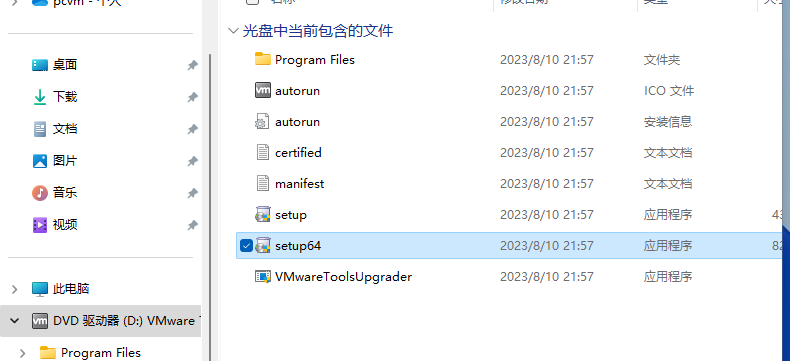 pcvm - 个人
名称 修改日期 类型 大小
光盘中当前包含的文件
桌面
下载
文档
图片
音乐
视频
此电脑
DVD 驱动器 (D:) VMware T
Program Files
Program Files 2023/8/10 21:57 文件夹
autorun 2023/8/10 21:57 ICO 文件
autorun 2023/8/10 21:57 安装信息
certified 2023/8/10 21:57 文本文档
manifest 2023/8/10 21:57 文本文档
setup 2023/8/10 21:57 应用程序 43
setup64 2023/8/10 21:57 应用程序 82
VMwareToolsUpgrader 2023/8/10 21:57 应用程序